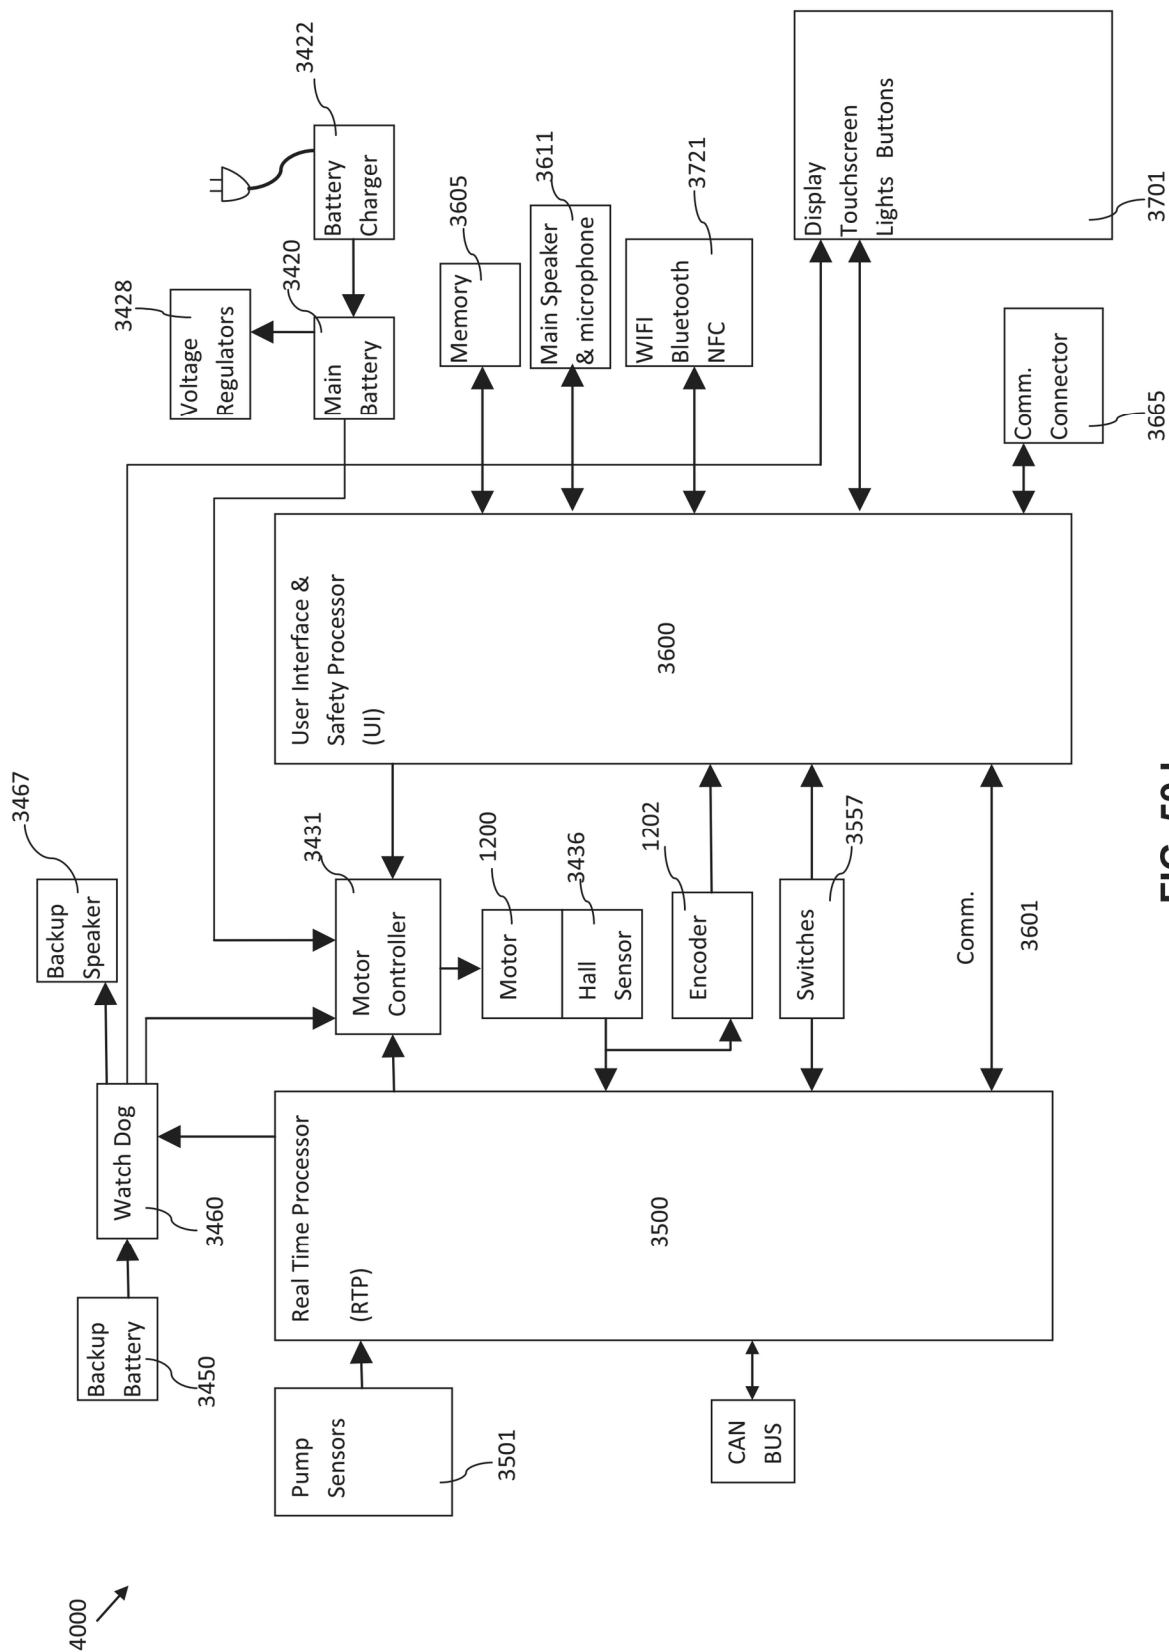 4000
3467
Backup
Speaker
Backup
Battery
3450
Watch Dog
3460
3428
Voltage
Regulators
3420
Main
Battery
3422
Battery
Charger
Pump
Sensors
3501
Real Time Processor
(RTP)
3500
3431
Motor
Controller
1200
Motor
3436
Hall
Sensor
1202
Encoder
Switches
3557
Comm.
3601
User Interface &
Safety Processor
(UI)
3600
3605
Memory
3611
Main Speaker
& microphone
3721
WIFI
Bluetooth
NFC
CAN
BUS
Display
Touchscreen
Lights Buttons
3701
Comm.
Connector
3665
FIG.